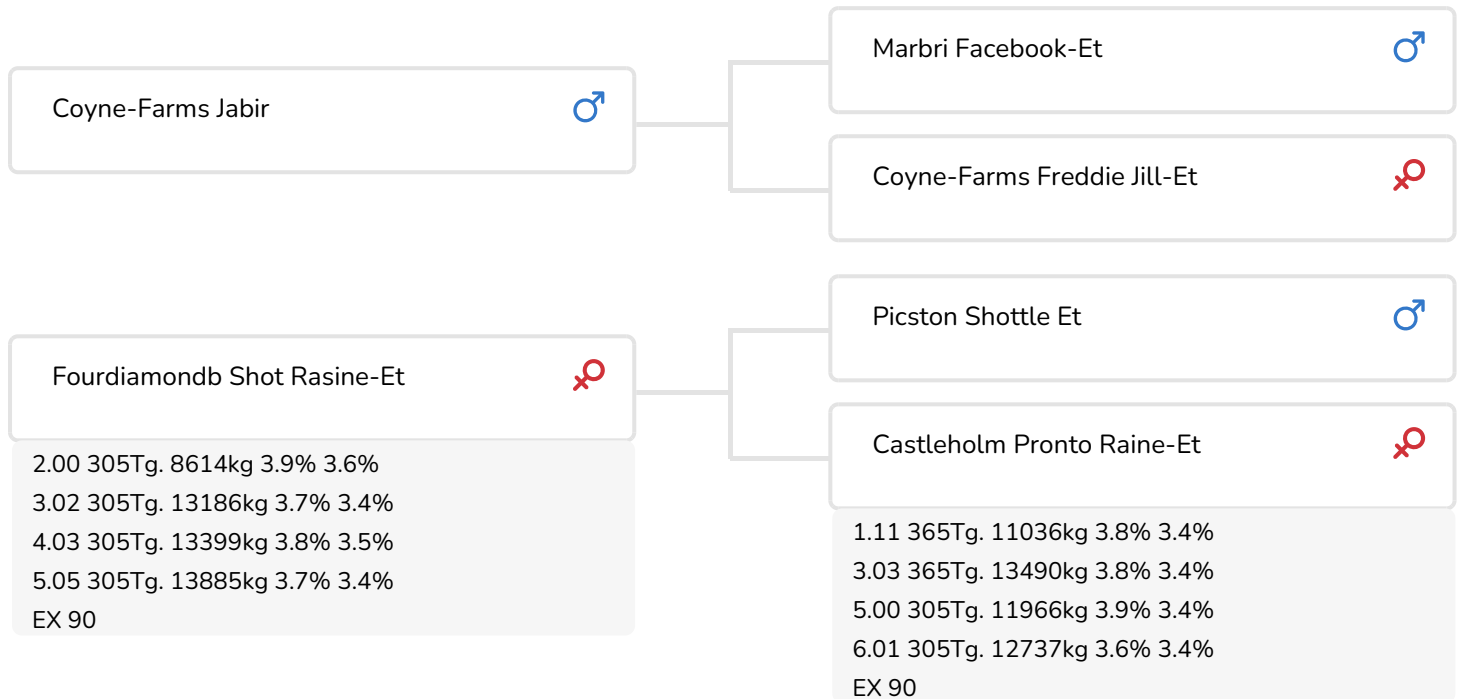 Coyne-Farms Jabir
Marbri Facebook-Et
Coyne-Farms Freddie Jill-Et
Fourdiamondb Shot Rasine-Et
2.00 305Tg. 8614kg 3.9% 3.6%
3.02 305Tg. 13186kg 3.7% 3.4%
4.03 305Tg. 13399kg 3.8% 3.5%
5.05 305Tg. 13885kg 3.7% 3.4%
EX 90
Picston Shottle Et
Castleholm Pronto Raine-Et
1.11 365Tg. 11036kg 3.8% 3.4%
3.03 365Tg. 13490kg 3.8% 3.4%
5.00 305Tg. 11966kg 3.9% 3.4%
6.01 305Tg. 12737kg 3.6% 3.4%
EX 90